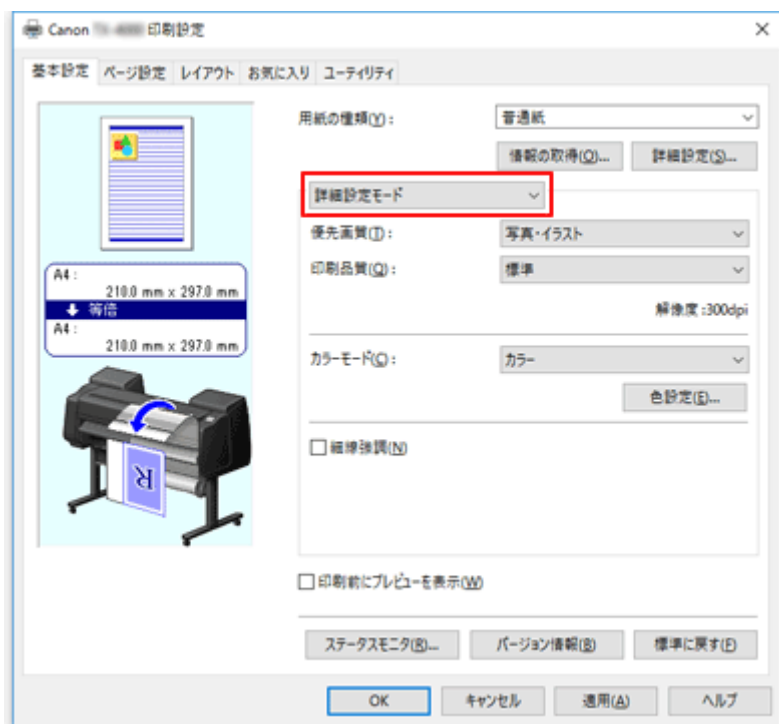 Canon 印刷設定
基本設定 ページ設定 レイアウト お気に入り ユーティリティ
用紙の種類(Y): 普通紙
情報の取得(O)... 詳細設定(S)...
詳細設定モード
優先画質(T): 写真・イラスト
印刷品質(Q): 標準
解像度:300dpi
カラーモード(C): カラー
色設定(E)...
細線強調(N)
A4:
210.0 mm x 297.0 mm
等倍
A4:
210.0 mm x 297.0 mm
R
印刷前にプレビューを表示(W)
ステータスモニタ(R)... バージョン情報(B) 標準に戻す(F)
OK キャンセル 適用(A) ヘルプ